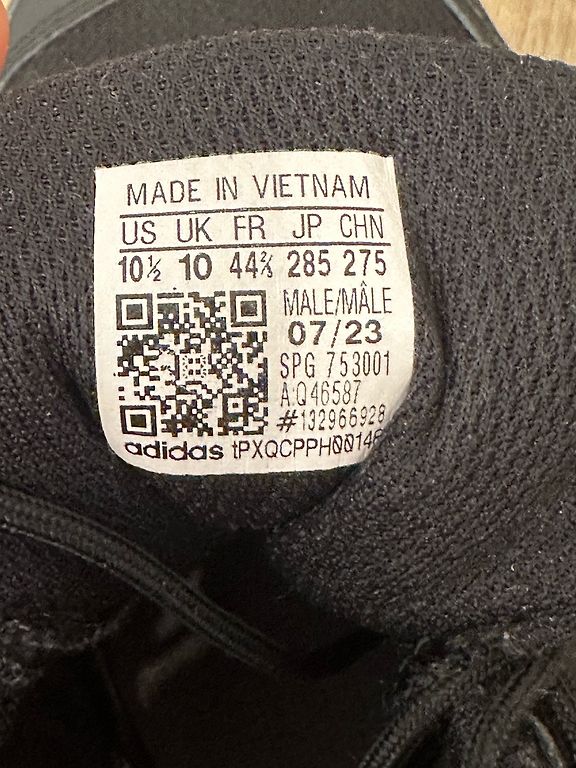 MADE IN VIETNAM
US UK FR JP CHN
10½ 10 44⅔ 285 275
MALE/MÂLE
07/23
SPG 753001
AQ46587
#132966928
adidas